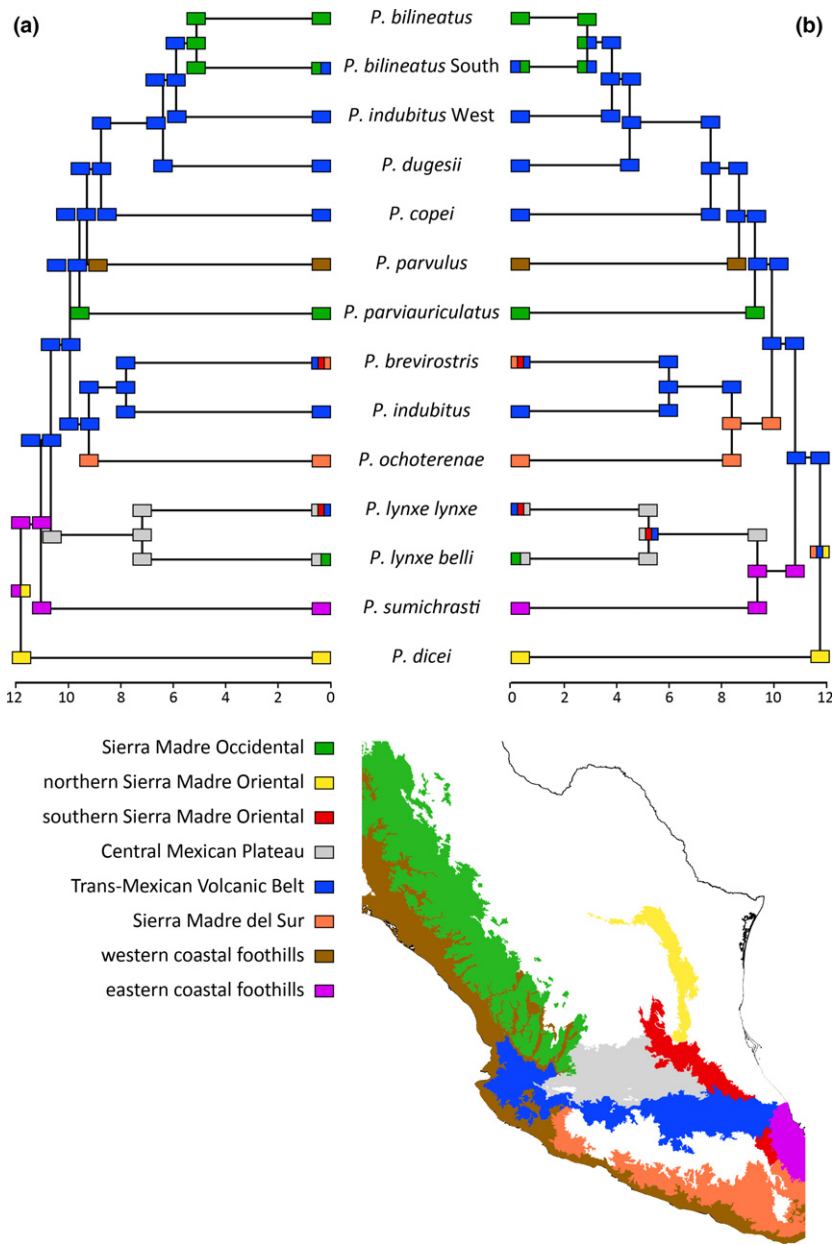 (a)
(b)
P. bilineatus
P. bilineatus South
P. indubitus West
P. dugesii
P. copei
P. parvulus
P. parviauriculatus
P. brevirostris
P. indubitus
P. ochoterenae
P. lynxe lynxe
P. lynxe belli
P. sumichrasti
P. dicei
12 10 8 6 4 2 0
0 2 4 6 8 10 12
Sierra Madre Occidental
northern Sierra Madre Oriental
southern Sierra Madre Oriental
Central Mexican Plateau
Trans-Mexican Volcanic Belt
Sierra Madre del Sur
western coastal foothills
eastern coastal foothills